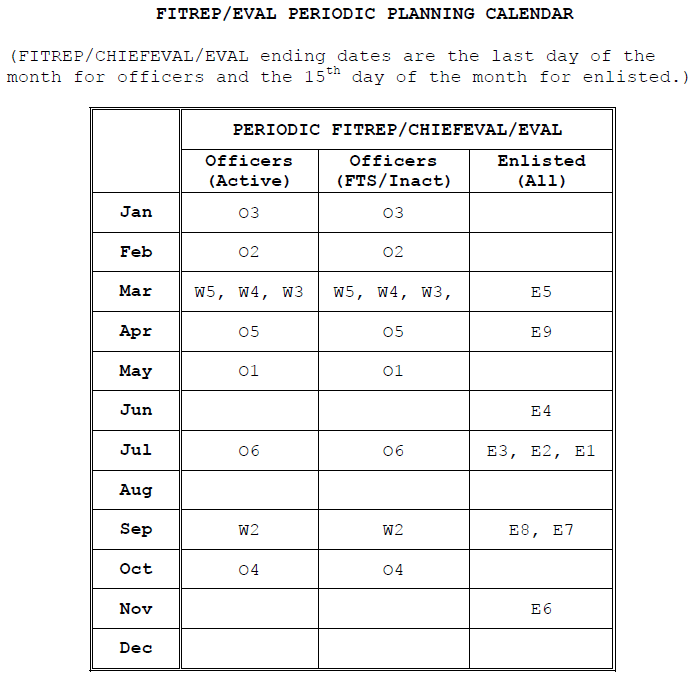 FITREP/EVAL PERIODIC PLANNING CALENDAR
(FITREP/CHIEFEVAL/EVAL ending dates are the last day of the
month for officers and the 15th day of the month for enlisted.)
PERIODIC FITREP/CHIEFEVAL/EVAL
Officers (Active) Officers (FTS/Inact) Enlisted (All)
Jan O3 O3
Feb O2 O2
Mar W5, W4, W3 W5, W4, W3, E5
Apr O5 O5 E9
May O1 O1
Jun E4
Jul O6 O6 E3, E2, E1
Aug
Sep W2 W2 E8, E7
Oct O4 O4
Nov E6
Dec